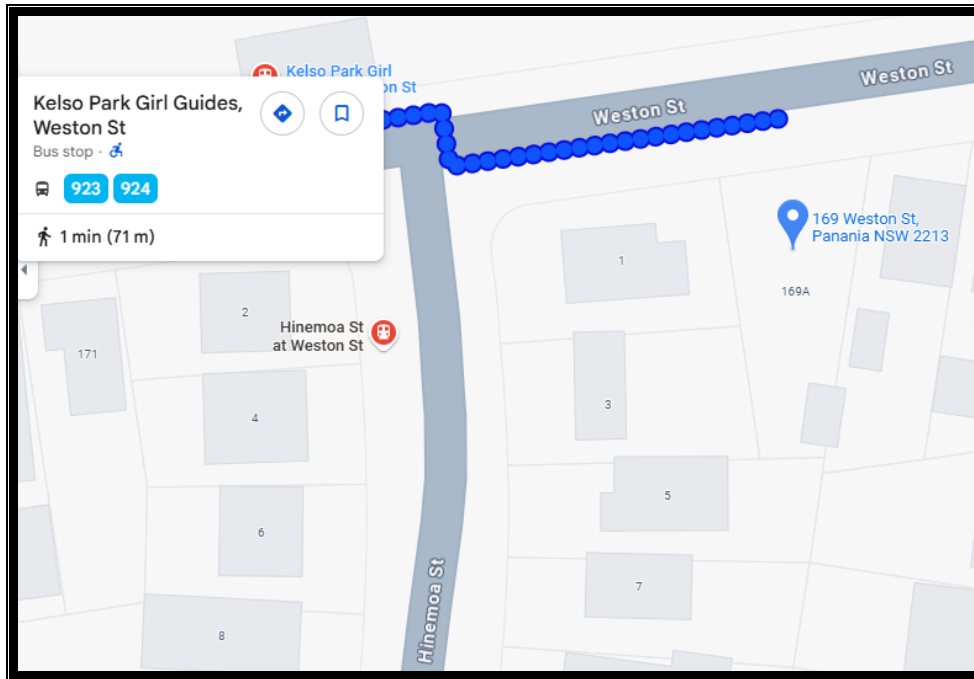 Kelso Park Girl
on St
Kelso Park Girl Guides,
Weston St
Bus stop ·
923 924
1 min (71 m)
Weston St
Weston St
169 Weston St,
Panania NSW 2213
169A
1
2
Hinemoa St
at Weston St
171
3
4
5
6
7
8
Hinemoa St